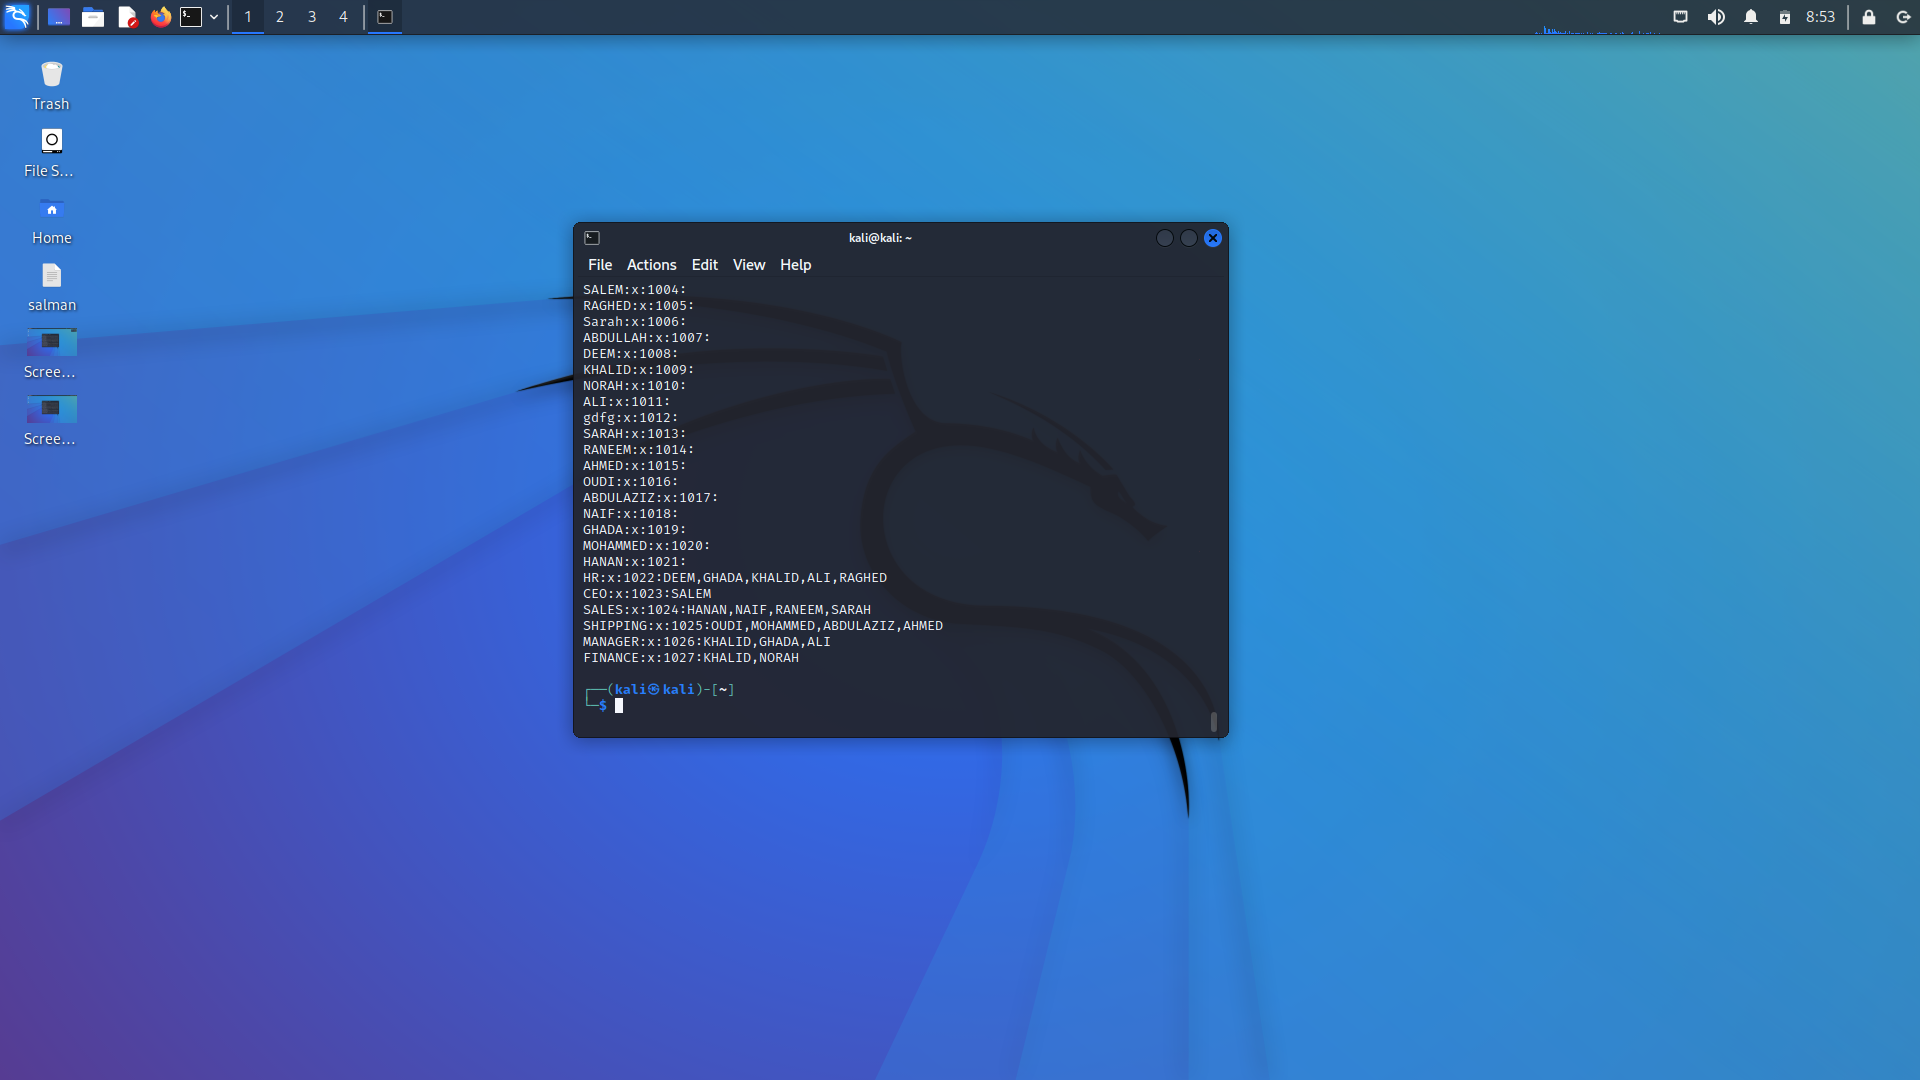 1 2 3 4
8:53
Trash
File S...
Home
salman
Scree...
Scree...
kali@kali: ~
File Actions Edit View Help
SALEM:x:1004:
RAGHED:x:1005:
Sarah:x:1006:
ABDULLAH:x:1007:
DEEM:x:1008:
KHALID:x:1009:
NORAH:x:1010:
ALI:x:1011:
gdfg:x:1012:
SARAH:x:1013:
RANEEM:x:1014:
AHMED:x:1015:
OUDI:x:1016:
ABDULAZIZ:x:1017:
NAIF:x:1018:
GHADA:x:1019:
MOHAMMED:x:1020:
HANAN:x:1021:
HR:x:1022:DEEM,GHADA,KHALID,ALI,RAGHED
CEO:x:1023:SALEM
SALES:x:1024:HANAN,NAIF,RANEEM,SARAH
SHIPPING:x:1025:OUDI,MOHAMMED,ABDULAZIZ,AHMED
MANAGER:x:1026:KHALID,GHADA,ALI
FINANCE:x:1027:KHALID,NORAH
┌──(kali㉿kali)-[~]
└─$